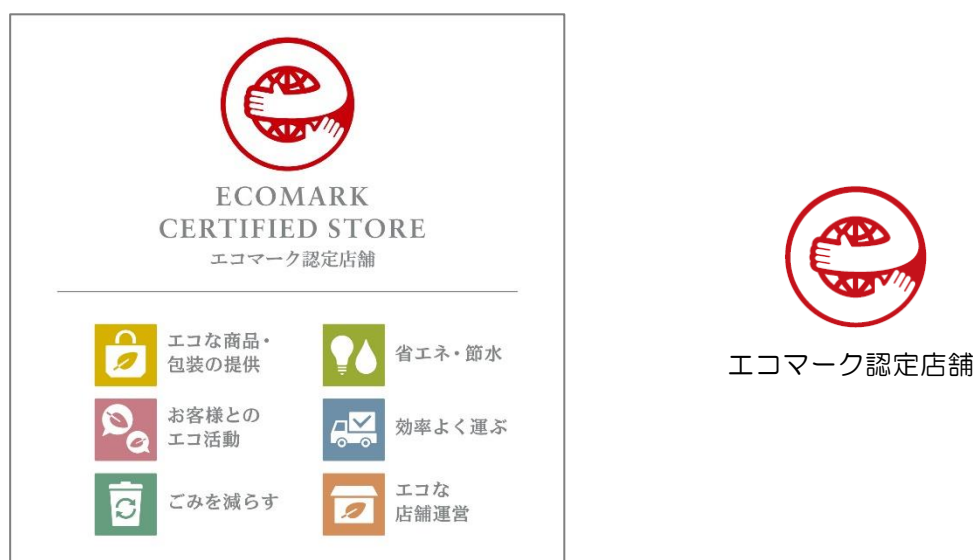 ECOMARK
CERTIFIED STORE
エコマーク認定店舗
エコな商品・
包装の提供
省エネ・節水
お客様との
エコ活動
効率よく運ぶ
ごみを減らす
エコな
店舗運営
エコマーク認定店舗